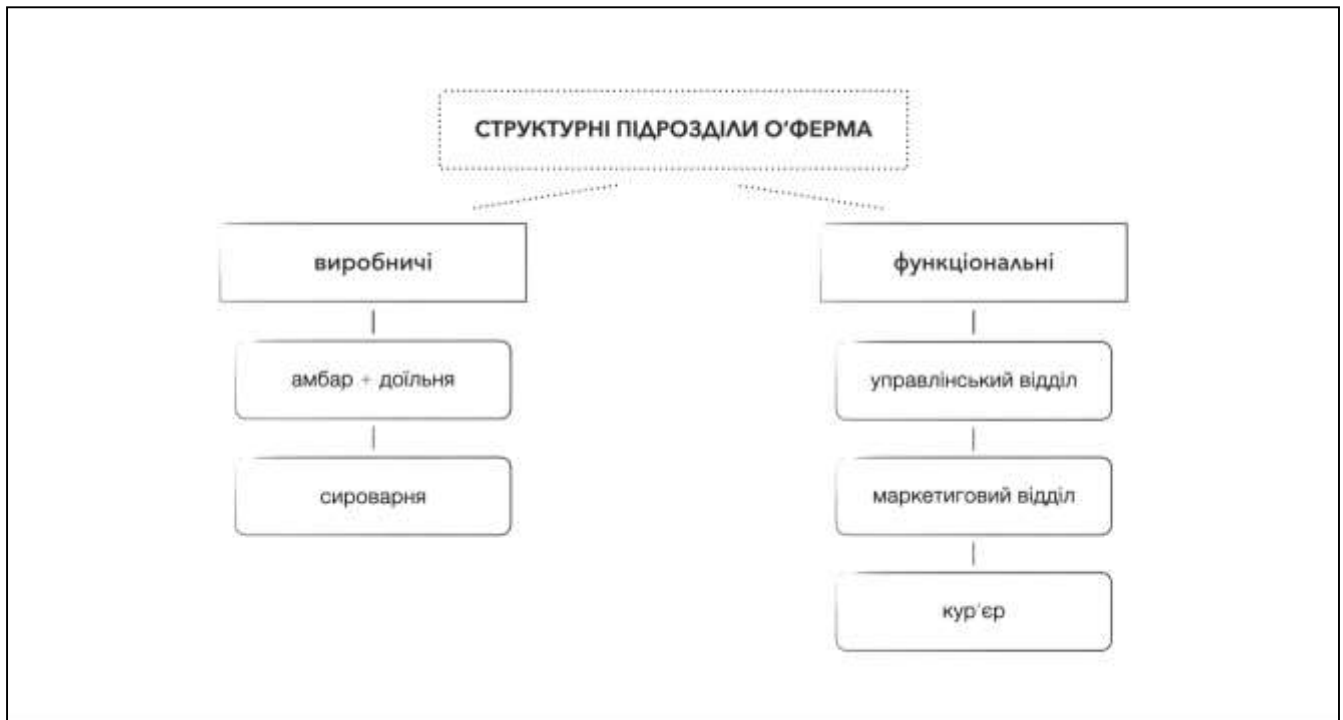 СТРУКТУРНІ ПІДРОЗДІЛИ О'ФЕРМА
виробничі
амбар + доїльня
сироварня
функціональні
управлінський відділ
маркетиговий відділ
кур'єр